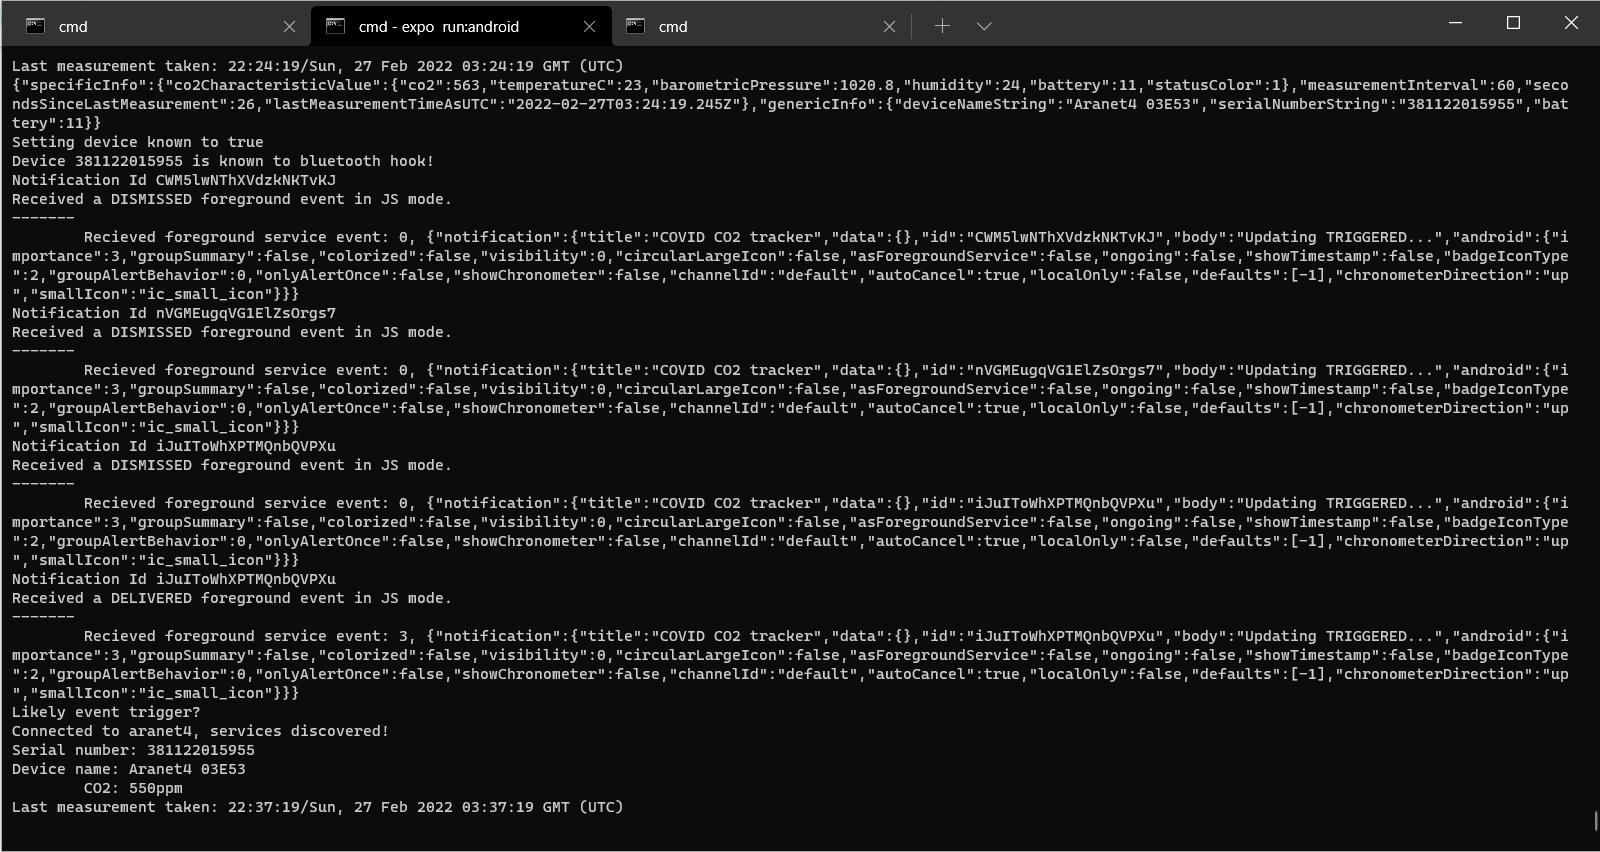 cmd
cmd - expo  run:android
cmd
Last measurement taken: 22:24:19/Sun, 27 Feb 2022 03:24:19 GMT (UTC)
{"specificInfo":{"co2CharacteristicValue":{"co2":563,"temperatureC":23,"barometricPressure":1020.8,"humidity":24,"battery":11,"statusColor":1},"measurementInterval":60,"seco
ndsSinceLastMeasurement":26,"lastMeasurementTimeAsUTC":"2022-02-27T03:24:19.245Z"},"genericInfo":{"deviceNameString":"Aranet4 03E53","serialNumberString":"381122015955","bat
tery":11}}
Setting device known to true
Device 381122015955 is known to bluetooth hook!
Notification Id CWM5lwNThXVdzkNKTvKJ
Received a DISMISSED foreground event in JS mode.
-------
        Recieved foreground service event: 0, {"notification":{"title":"COVID CO2 tracker","data":{},"id":"CWM5lwNThXVdzkNKTvKJ","body":"Updating TRIGGERED...","android":{"i
mportance":3,"groupSummary":false,"colorized":false,"visibility":0,"circularLargeIcon":false,"asForegroundService":false,"ongoing":false,"showTimestamp":false,"badgeIconType
":2,"groupAlertBehavior":0,"onlyAlertOnce":false,"showChronometer":false,"channelId":"default","autoCancel":true,"localOnly":false,"defaults":[-1],"chronometerDirection":"up
","smallIcon":"ic_small_icon"}}}
Notification Id nVGMEugqVG1ElZsOrgs7
Received a DISMISSED foreground event in JS mode.
-------
        Recieved foreground service event: 0, {"notification":{"title":"COVID CO2 tracker","data":{},"id":"nVGMEugqVG1ElZsOrgs7","body":"Updating TRIGGERED...","android":{"i
mportance":3,"groupSummary":false,"colorized":false,"visibility":0,"circularLargeIcon":false,"asForegroundService":false,"ongoing":false,"showTimestamp":false,"badgeIconType
":2,"groupAlertBehavior":0,"onlyAlertOnce":false,"showChronometer":false,"channelId":"default","autoCancel":true,"localOnly":false,"defaults":[-1],"chronometerDirection":"up
","smallIcon":"ic_small_icon"}}}
Notification Id iJuIToWhXPTMQnbQVPXu
Received a DISMISSED foreground event in JS mode.
-------
        Recieved foreground service event: 0, {"notification":{"title":"COVID CO2 tracker","data":{},"id":"iJuIToWhXPTMQnbQVPXu","body":"Updating TRIGGERED...","android":{"i
mportance":3,"groupSummary":false,"colorized":false,"visibility":0,"circularLargeIcon":false,"asForegroundService":false,"ongoing":false,"showTimestamp":false,"badgeIconType
":2,"groupAlertBehavior":0,"onlyAlertOnce":false,"showChronometer":false,"channelId":"default","autoCancel":true,"localOnly":false,"defaults":[-1],"chronometerDirection":"up
","smallIcon":"ic_small_icon"}}}
Notification Id iJuIToWhXPTMQnbQVPXu
Received a DELIVERED foreground event in JS mode.
-------
        Recieved foreground service event: 3, {"notification":{"title":"COVID CO2 tracker","data":{},"id":"iJuIToWhXPTMQnbQVPXu","body":"Updating TRIGGERED...","android":{"i
mportance":3,"groupSummary":false,"colorized":false,"visibility":0,"circularLargeIcon":false,"asForegroundService":false,"ongoing":false,"showTimestamp":false,"badgeIconType
":2,"groupAlertBehavior":0,"onlyAlertOnce":false,"showChronometer":false,"channelId":"default","autoCancel":true,"localOnly":false,"defaults":[-1],"chronometerDirection":"up
","smallIcon":"ic_small_icon"}}}
Likely event trigger?
Connected to aranet4, services discovered!
Serial number: 381122015955
Device name: Aranet4 03E53
        CO2: 550ppm
Last measurement taken: 22:37:19/Sun, 27 Feb 2022 03:37:19 GMT (UTC)